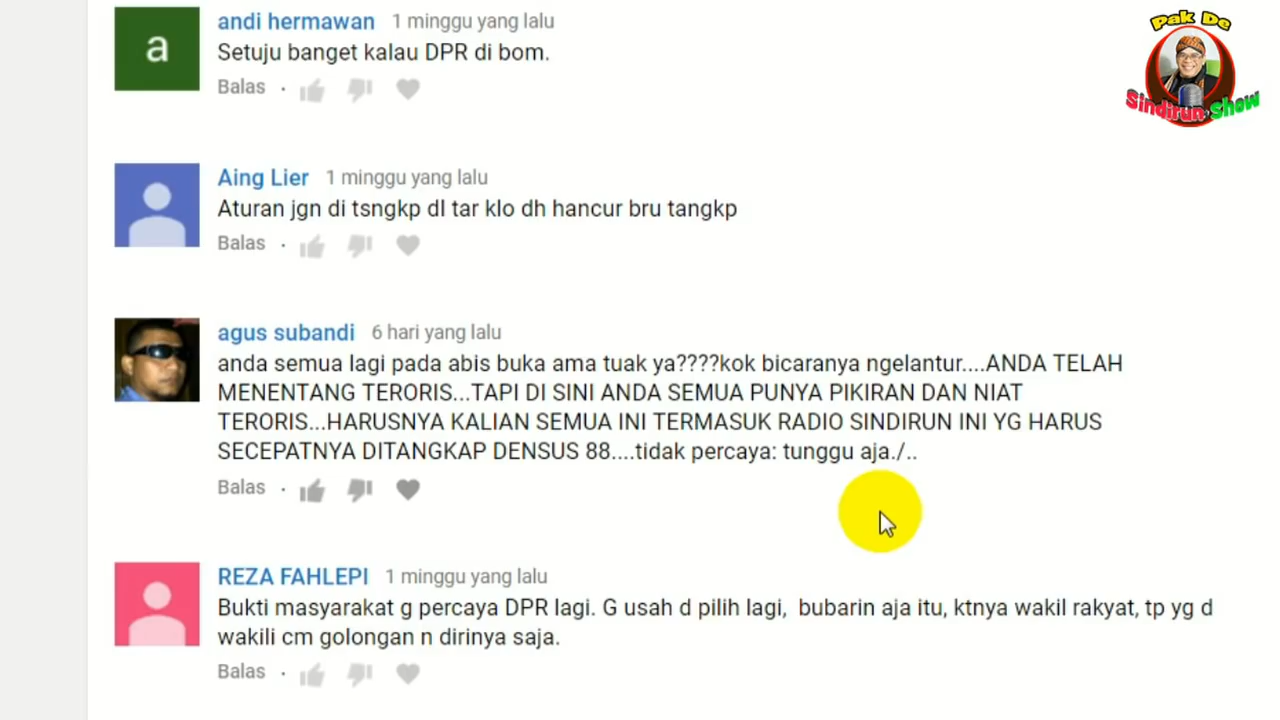 Pak De
Sindirun Show
a
andi hermawan 1 minggu yang lalu
Setuju banget kalau DPR di bom.
Balas
Aing Lier 1 minggu yang lalu
Aturan jgn di tsngkp dl tar klo dh hancur bru tangkp
Balas
agus subandi 6 hari yang lalu
anda semua lagi pada abis buka ama tuak ya????kok bicaranya ngelantur....ANDA TELAH
MENENTANG TERORIS...TAPI DI SINI ANDA SEMUA PUNYA PIKIRAN DAN NIAT
TERORIS...HARUSNYA KALIAN SEMUA INI TERMASUK RADIO SINDIRUN INI YG HARUS
SECEPATNYA DITANGKAP DENSUS 88....tidak percaya: tunggu aja./..
Balas
REZA FAHLEPI 1 minggu yang lalu
Bukti masyarakat g percaya DPR lagi. G usah d pilih lagi, bubarin aja itu, ktnya wakil rakyat, tp yg d
wakili cm golongan n dirinya saja.
Balas